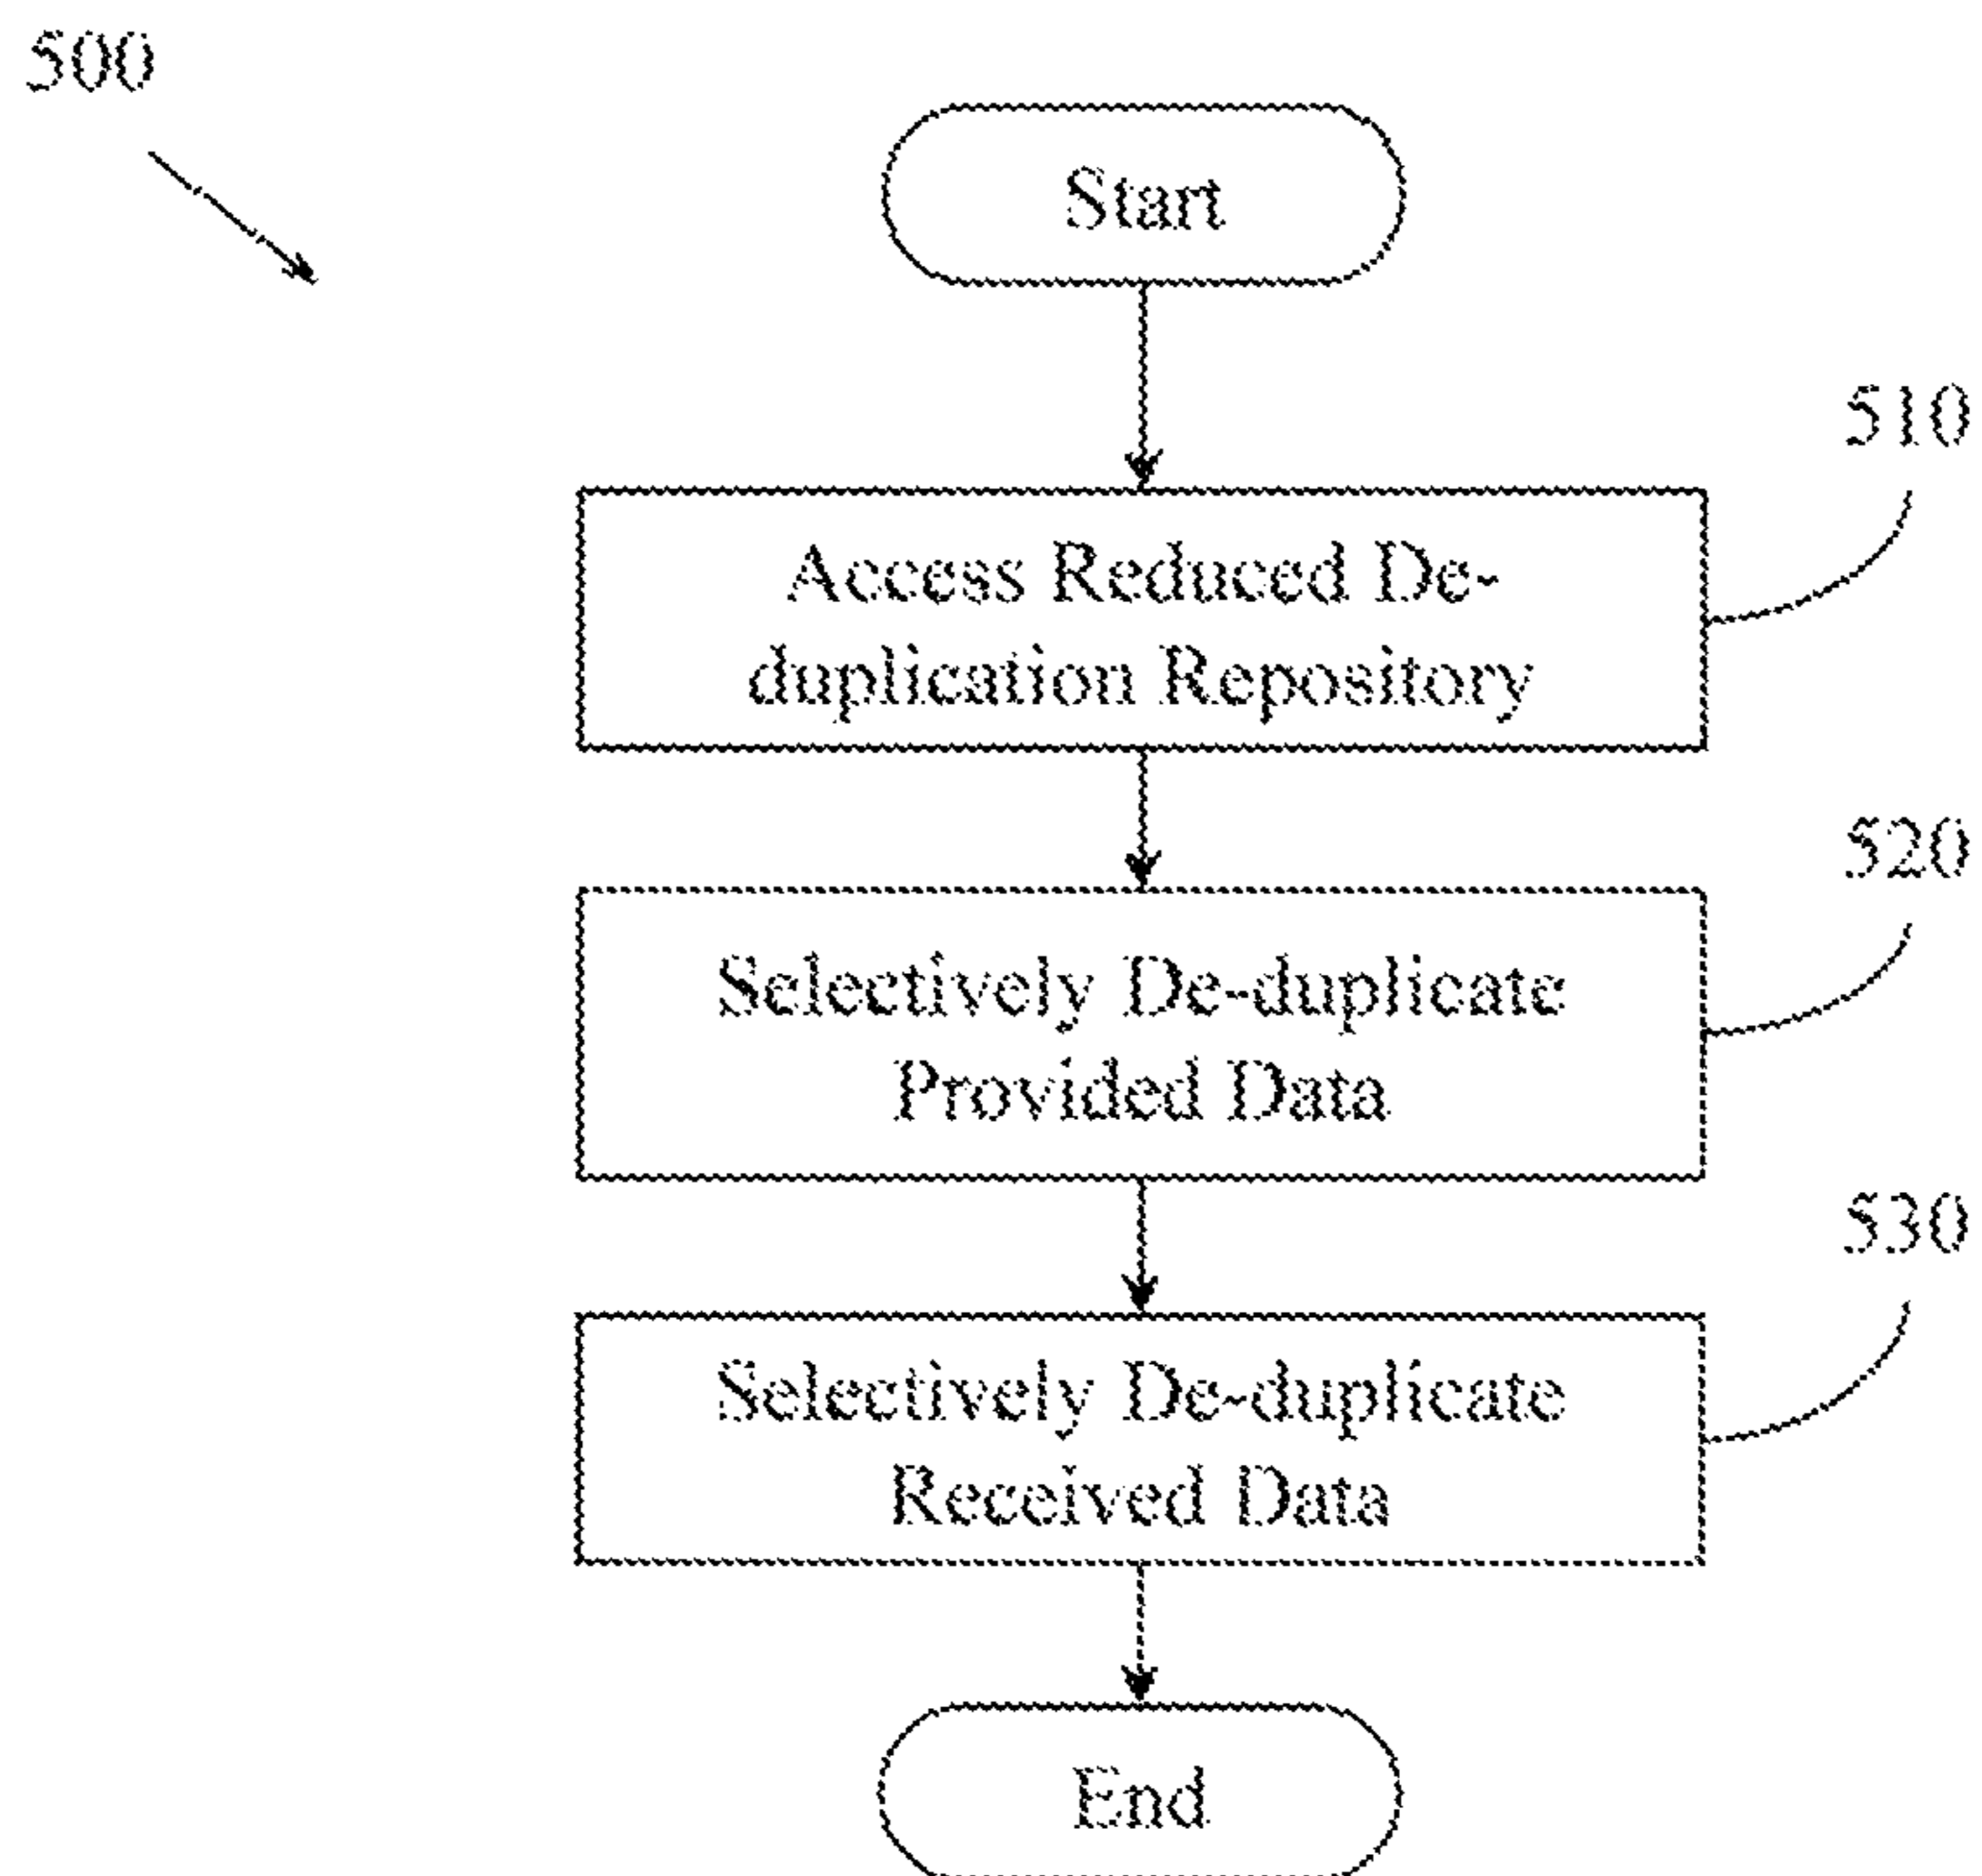 500
Start
510
Access Reduced De-
duplication Repository
520
Selectively De-duplicate
Provided Data
530
Selectively De-duplicate
Received Data
End